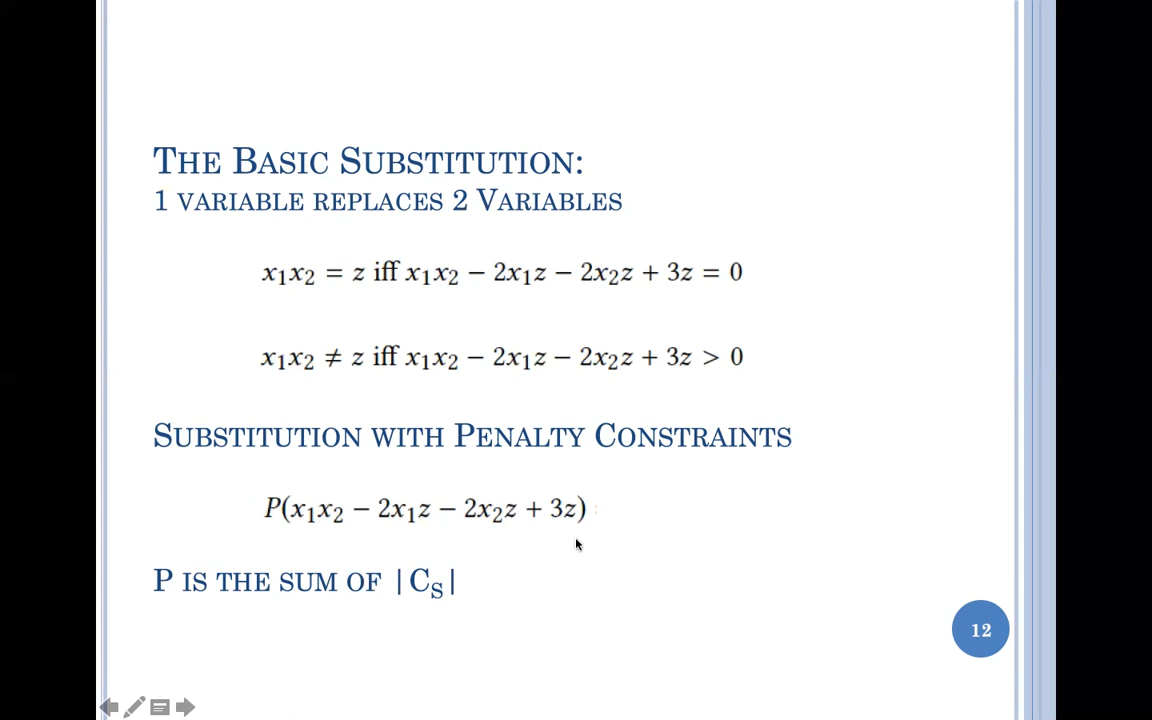 THE BASIC SUBSTITUTION:
1 VARIABLE REPLACES 2 VARIABLES
x₁x₂ = z iff x₁x₂ − 2x₁z − 2x₂z + 3z = 0
x₁x₂ ≠ z iff x₁x₂ − 2x₁z − 2x₂z + 3z > 0
SUBSTITUTION WITH PENALTY CONSTRAINTS
P(x₁x₂ − 2x₁z − 2x₂z + 3z)
P IS THE SUM OF |C_S|
12